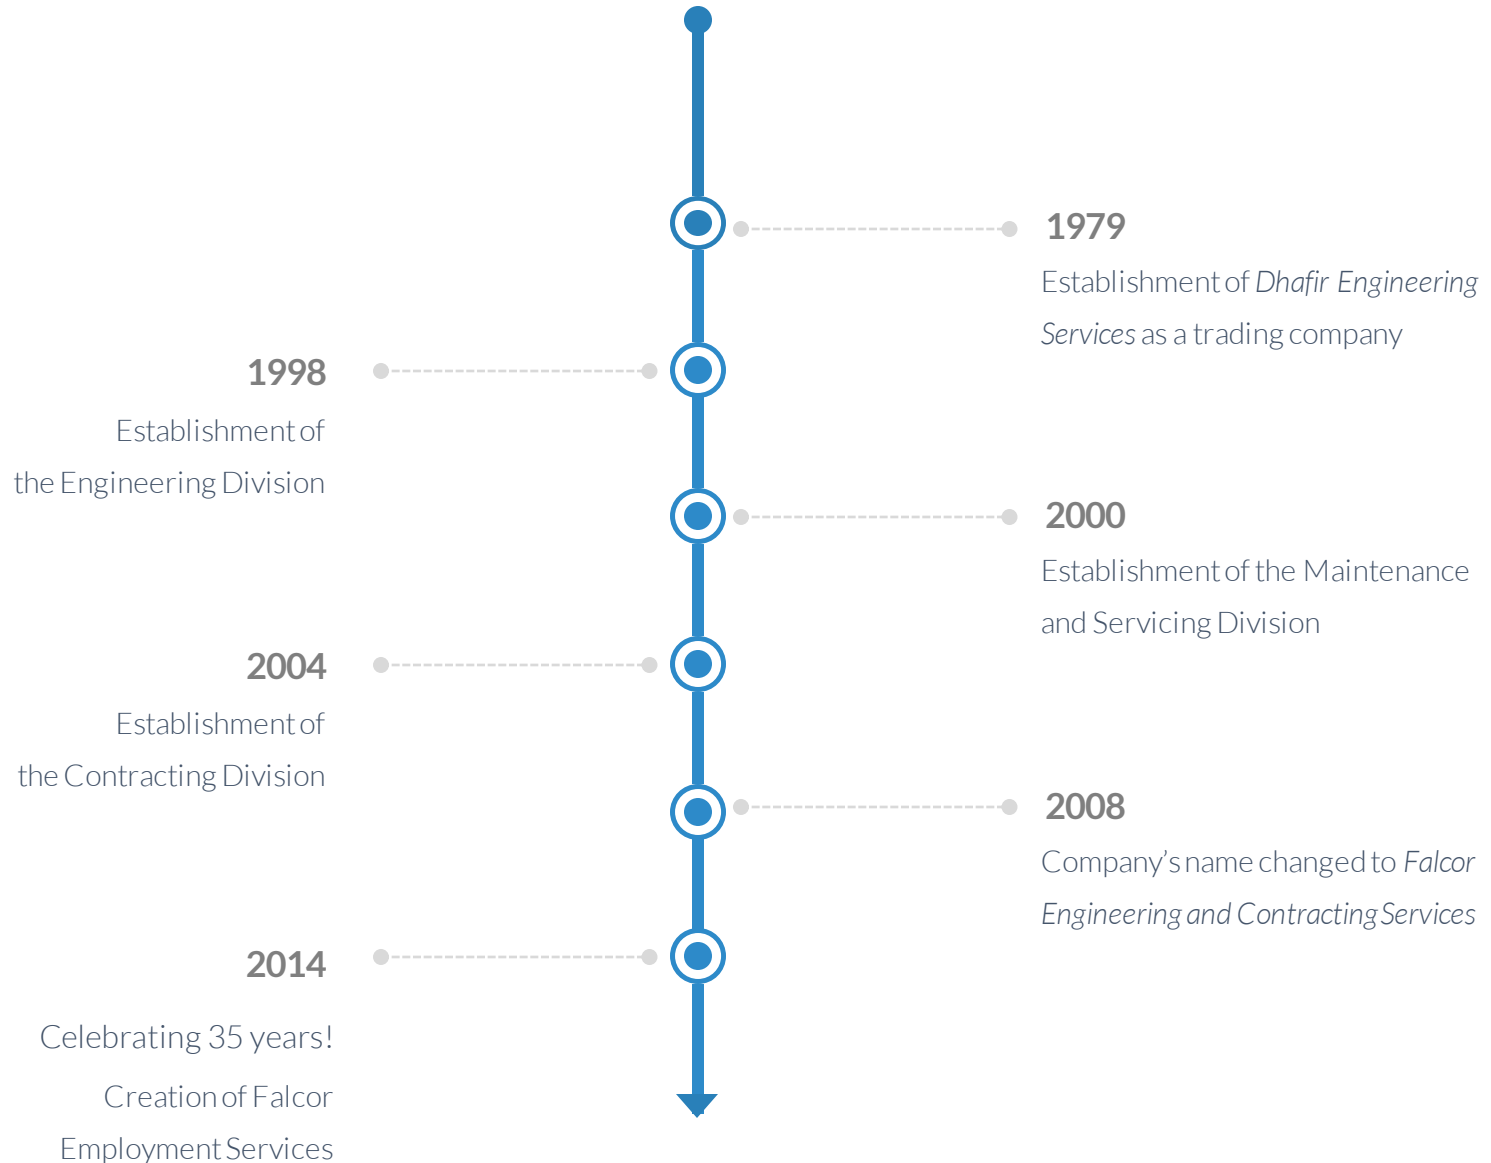 1979
Establishment of Dhafir Engineering
Services as a trading company
1998
Establishment of
the Engineering Division
2000
Establishment of the Maintenance
and Servicing Division
2004
Establishment of
the Contracting Division
2008
Company’s name changed to Falcor
Engineering and Contracting Services
2014
Celebrating 35 years!
Creation of Falcor
Employment Services